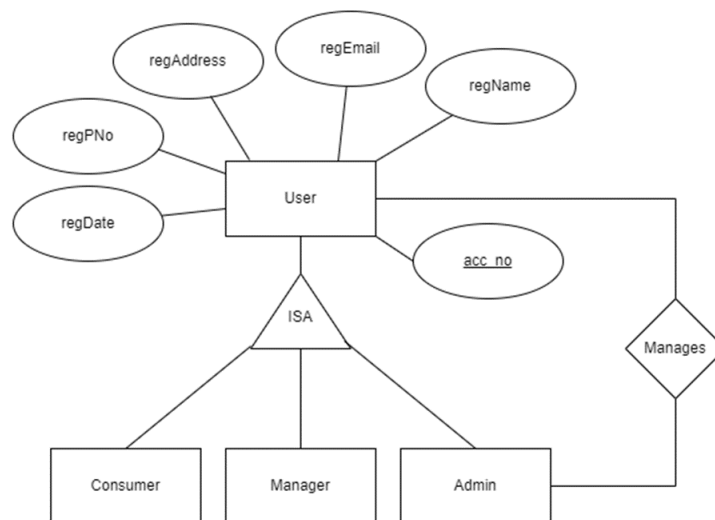 regEmail
regAddress
regName
regPNo
User
regDate
acc_no
ISA
Manages
Consumer
Manager
Admin